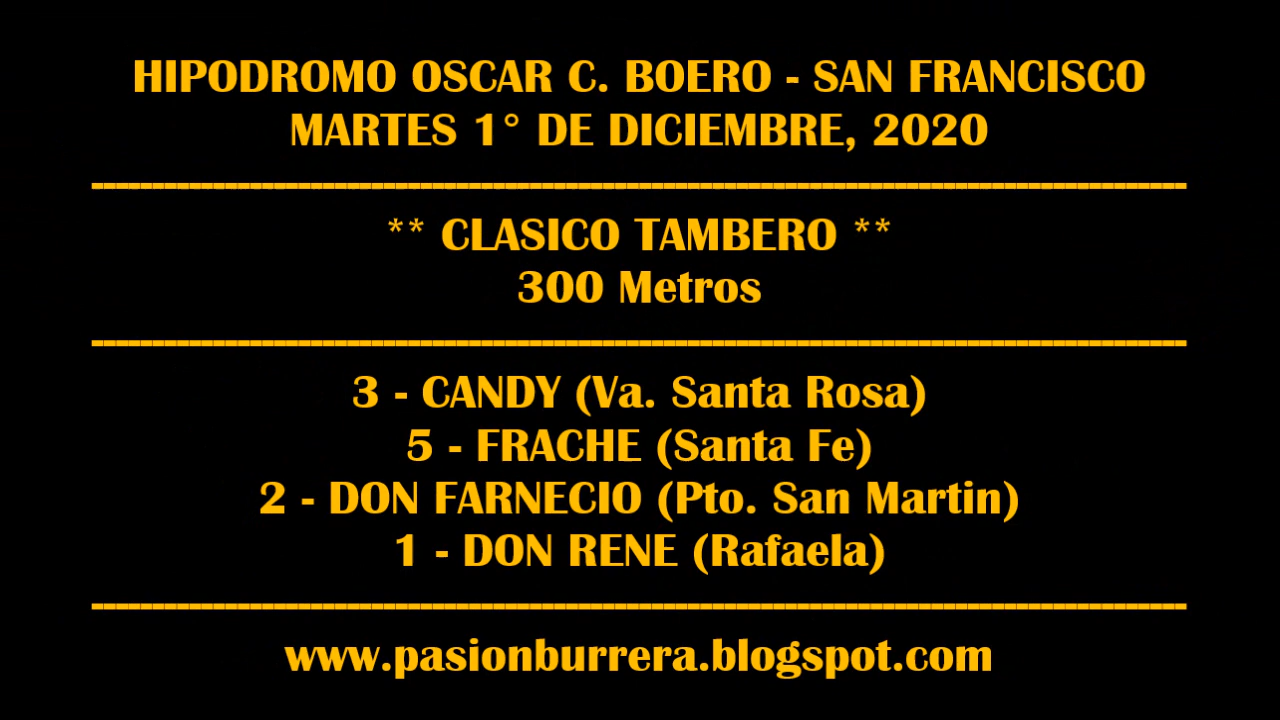 HIPODROMO OSCAR C. BOERO - SAN FRANCISCO
MARTES 1° DE DICIEMBRE, 2020
** CLASICO TAMBERO **
300 Metros
3 - CANDY (Va. Santa Rosa)
5 - FRACHE (Santa Fe)
2 - DON FARNECIO (Pto. San Martin)
1 - DON RENE (Rafaela)
www.pasionburrera.blogspot.com